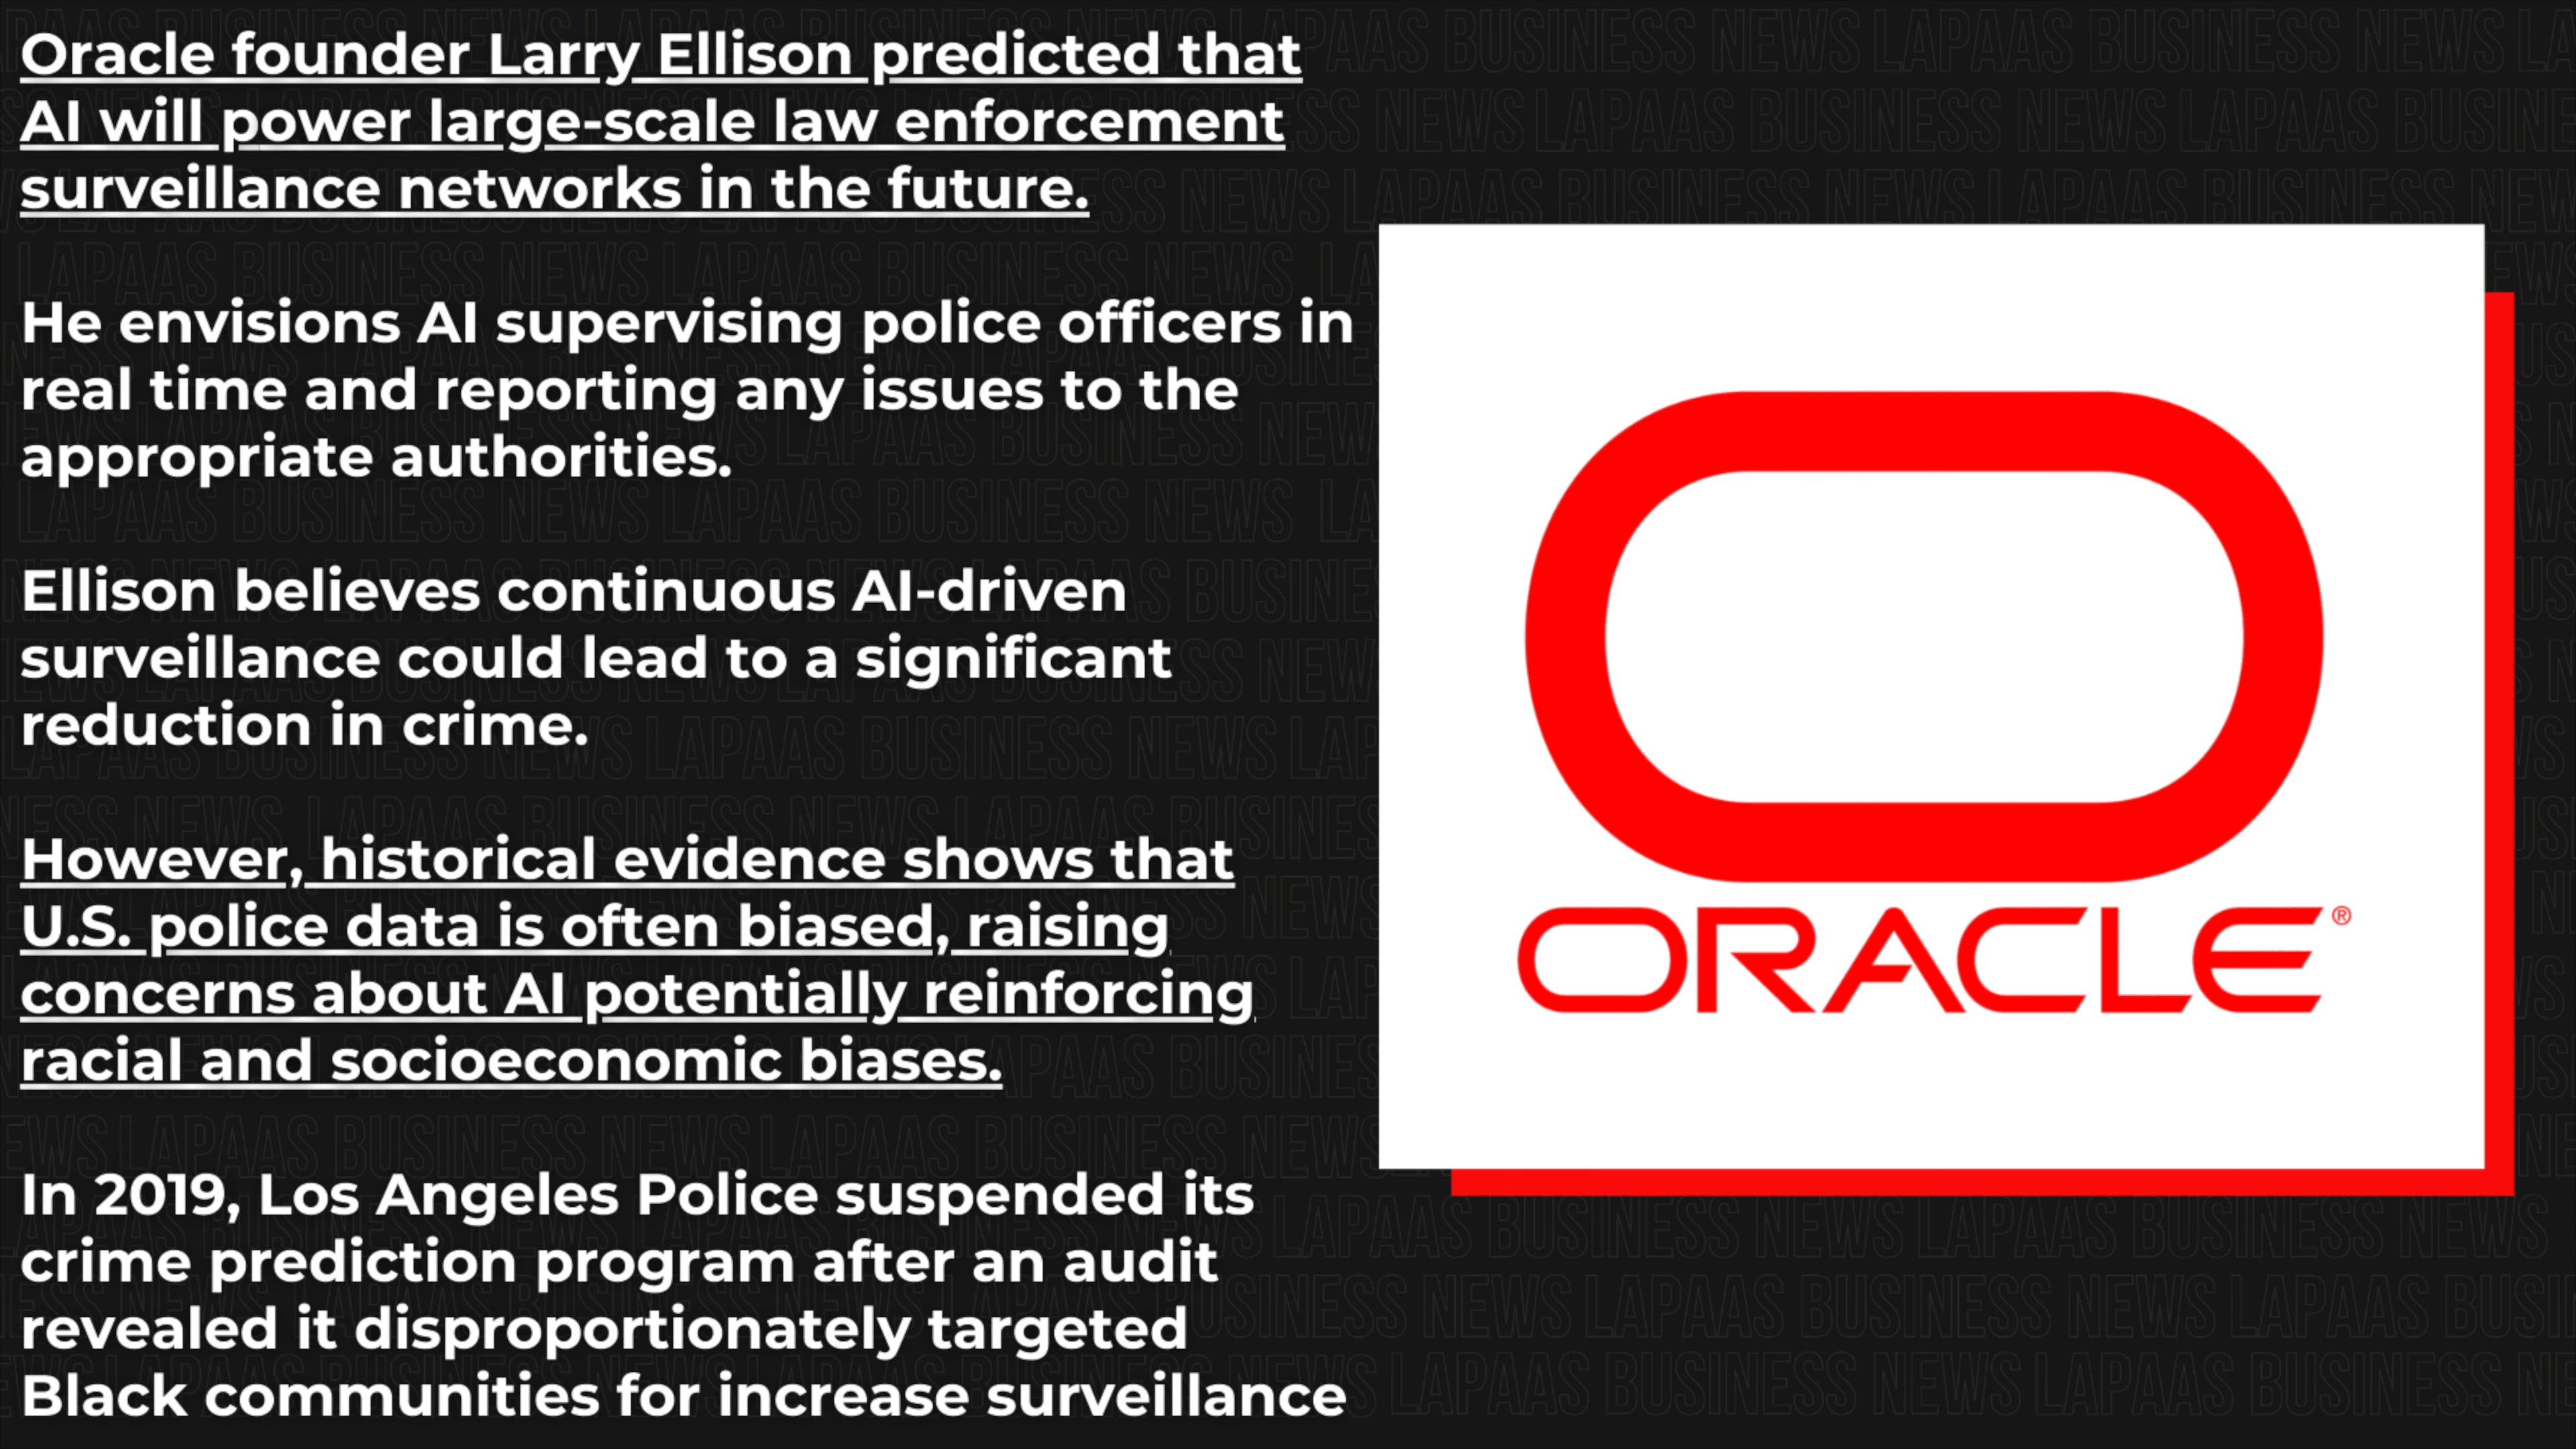 Oracle founder Larry Ellison predicted that
AI will power large-scale law enforcement
surveillance networks in the future.
He envisions AI supervising police officers in
real time and reporting any issues to the
appropriate authorities.
Ellison believes continuous AI-driven
surveillance could lead to a significant
reduction in crime.
However, historical evidence shows that
U.S. police data is often biased, raising
concerns about AI potentially reinforcing
racial and socioeconomic biases.
In 2019, Los Angeles Police suspended its
crime prediction program after an audit
revealed it disproportionately targeted
Black communities for increase surveillance
ORACLE®
LAPAAS BUSINESS NEWS